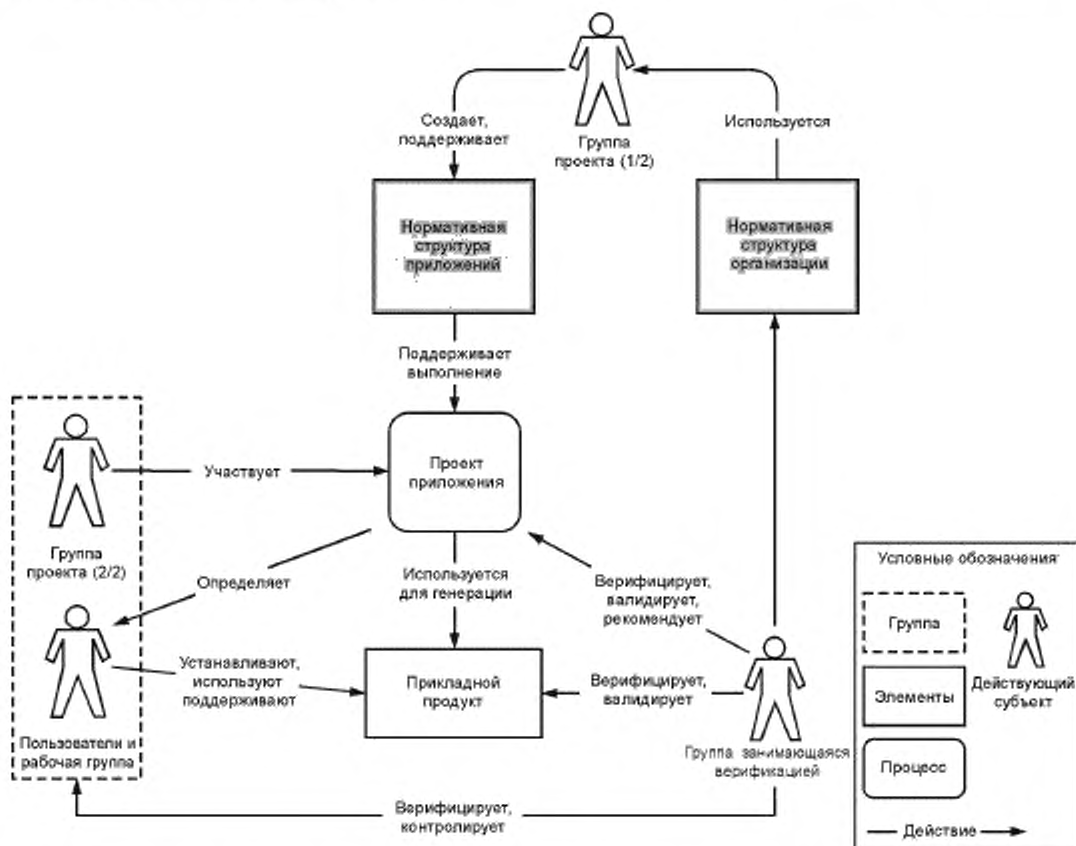 Создает,
поддерживает
Группа
проекта (1/2)
Используется
Нормативная
структура
приложений
Нормативная
структура
организации
Поддерживает
выполнение
Участвует
Проект
приложения
Группа
проекта (2/2)
Определяет
Используется
для генерации
Верифицирует,
валидирует,
рекомендует
Устанавливают,
используют
поддерживают
Прикладной
продукт
Верифицирует,
валидирует
Пользователи и
рабочая группа
Группа занимающаяся
верификацией
Верифицирует,
контролирует
Условные обозначения:
Группа
Элементы
Действующий
субъект
Процесс
Действие